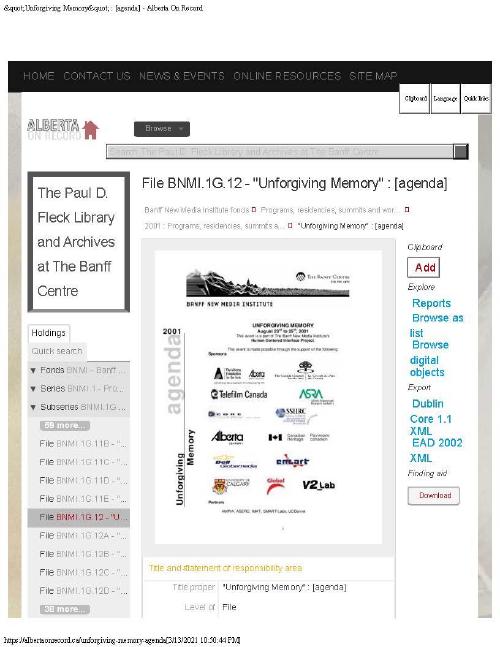 &quot;Unforgiving Memory&quot; : [agenda] - Alberta On Record
HOME CONTACT US NEWS & EVENTS ONLINE RESOURCES SITE MAP
Clipboard Language Quick links
ALBERTA
ON RECORD
Browse
Search The Paul D. Fleck Library and Archives at The Banff Centre
The Paul D.
Fleck Library
and Archives
at The Banff
Centre
Holdings
Quick search
Fonds BNMI - Banff ...
Series BNMI.1 - Pro...
Subseries BNMI.1G ...
59 more...
File BNMI.1G.11B - "...
File BNMI.1G.11C - "...
File BNMI.1G.11D - "...
File BNMI.1G.11E - "...
File BNMI.1G.12 - "U...
File BNMI.1G.12A - "...
File BNMI.1G.12B - "...
File BNMI.1G.12C - "...
File BNMI.1G.12D - "...
38 more...
File BNMI.1G.12 - "Unforgiving Memory" : [agenda]
Banff New Media Institute fonds Programs, residencies, summits and wor...
2001 : Programs, residencies, summits a... "Unforgiving Memory" : [agenda]
THE BANFF CENTRE
BANFF NEW MEDIA INSTITUTE
2001
agenda
Unforgiving
Memory
UNFORGIVING MEMORY
August 23rd to 25th, 2001
This event is a part of The Banff New Media Institute's
Human Centered Interface Project
This event is made possible through the support of the following:
Sponsors
Telefilm Canada
ASRA
SSHRC
Alberta
Canadian Heritage
Patrimoine canadien
Bell Globemedia
emcart
UNIVERSITY OF CALGARY
Global
V2_Lab
Partners
Clipboard
Add
Explore
Reports
Browse as
list
Browse
digital
objects
Export
Dublin
Core 1.1
XML
EAD 2002
XML
Finding aid
Download
Title and statement of responsibility area
Title proper "Unforgiving Memory" : [agenda]
Level of File
https://albertaonrecord.ca/unforgiving-memory-agenda[3/13/2021 10:50:44 PM]